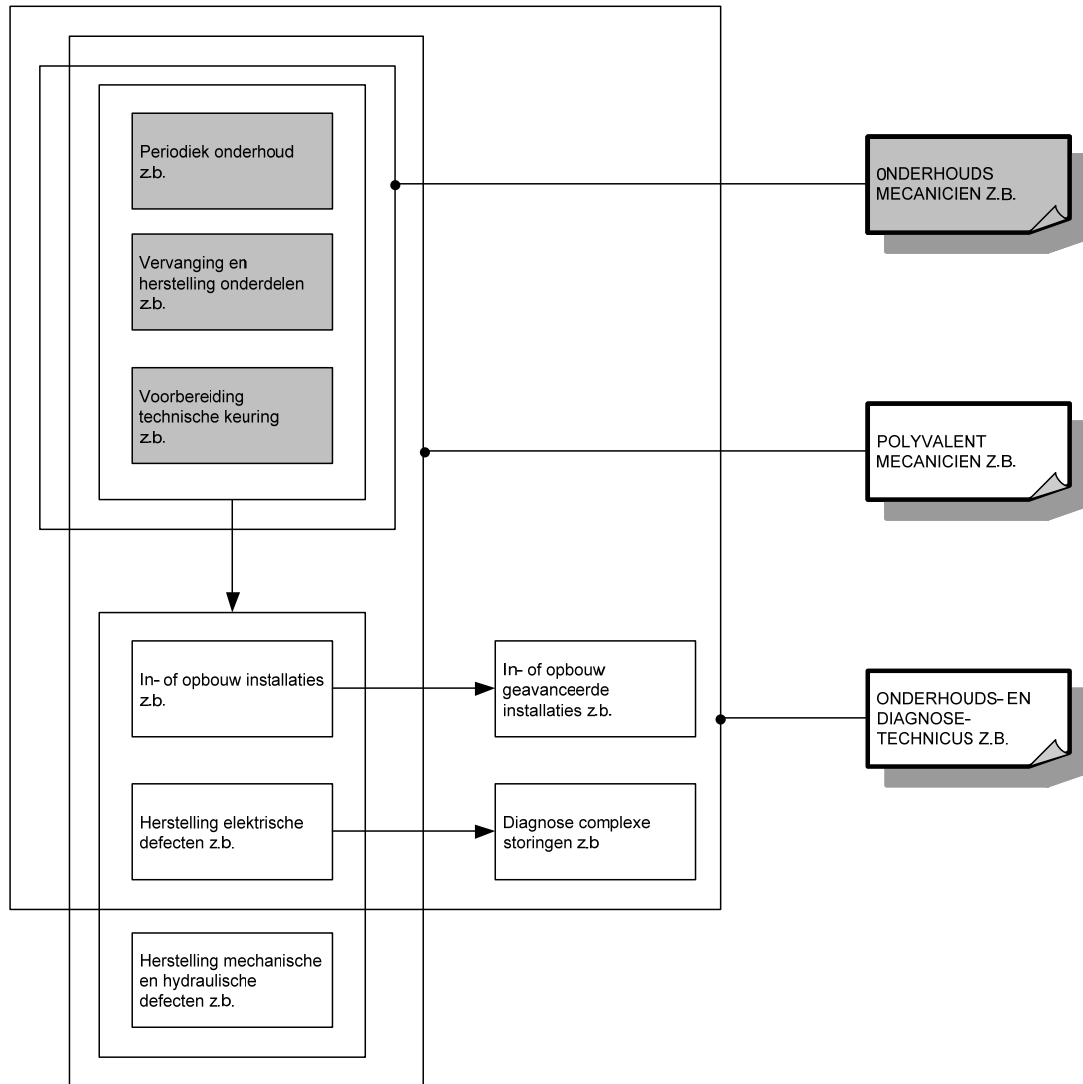 Periodiek onderhoud
z.b.
ONDERHOUDS
MECANICIEN Z.B.
Vervanging en
herstelling onderdelen
z.b.
Voorbereiding
technische keuring
z.b.
POLYVALENT
MECANICIEN Z.B.
In- of opbouw installaties
z.b.
In- of opbouw
geavanceerde
installaties z.b.
ONDERHOUDS- EN
DIAGNOSE-
TECHNICUS Z.B.
Herstelling elektrische
defecten z.b.
Diagnose complexe
storingen z.b
Herstelling mechanische
en hydraulische
defecten z.b.